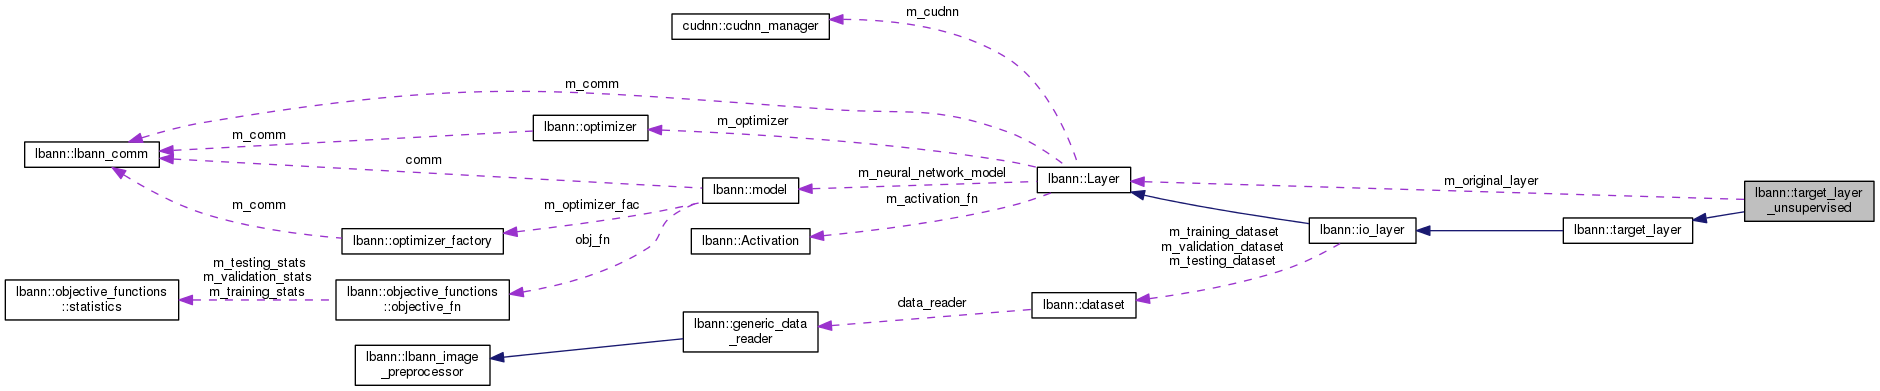 m_cudnn
cudnn::cudnn_manager
m_comm
m_optimizer
lbann::optimizer
m_comm
lbann::lbann_comm
comm
m_neural_network_model
lbann::Layer
m_original_layer
lbann::target_layer
_unsupervised
lbann::model
m_activation_fn
m_comm
m_optimizer_fac
lbann::optimizer_factory
obj_fn
lbann::Activation
m_training_dataset
m_validation_dataset
m_testing_dataset
lbann::io_layer
lbann::target_layer
m_testing_stats
m_validation_stats
m_training_stats
lbann::objective_functions
::statistics
lbann::objective_functions
::objective_fn
data_reader
lbann::dataset
lbann::generic_data
_reader
lbann::lbann_image
_preprocessor